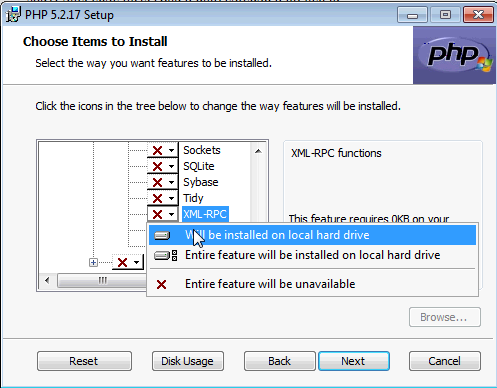 PHP 5.2.17 Setup
Choose Items to Install
Select the way you want features to be installed.
php
Click the icons in the tree below to change the way features will be installed.
Sockets
SQLite
Sybase
Tidy
XML-RPC
XML-RPC functions
This feature requires 0KB on your
Will be installed on local hard drive
Entire feature will be installed on local hard drive
Entire feature will be unavailable
Browse...
Reset
Disk Usage
Back
Next
Cancel